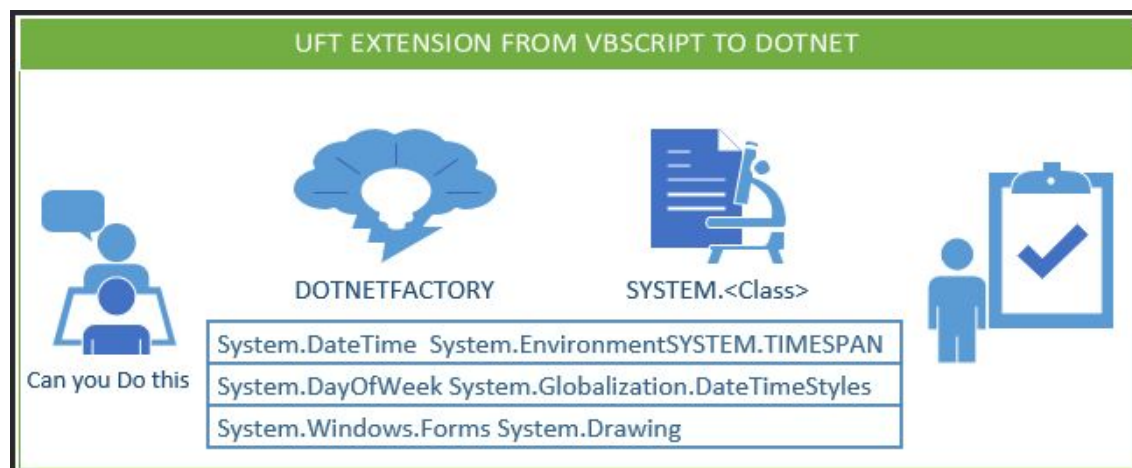 UFT EXTENSION FROM VBSCRIPT TO DOTNET
DOTNETFACTORY
SYSTEM.<Class>
Can you Do this
System.DateTime System.EnvironmentSYSTEM.TIMESPAN
System.DayOfWeek System.Globalization.DateTimeStyles
System.Windows.Forms System.Drawing